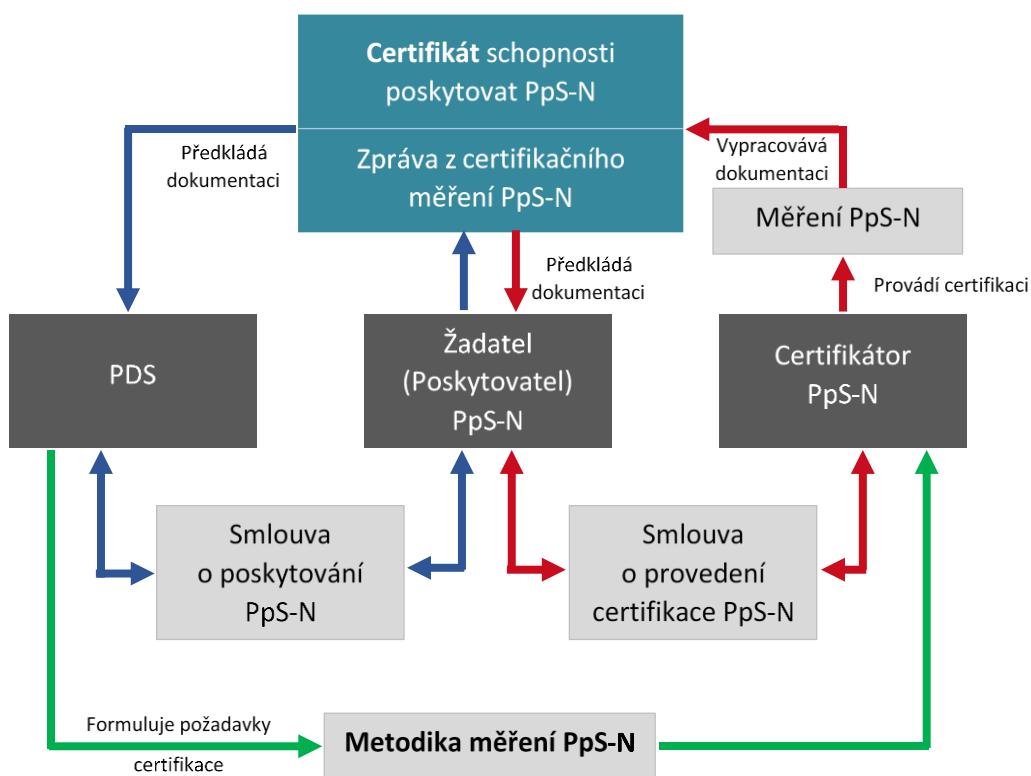 Certifikát schopnosti
poskytovat PpS-N
Zpráva z certifikačního
měření PpS-N
Předkládá
dokumentaci
Vypracovává
dokumentaci
Měření PpS-N
Předkládá
dokumentaci
Provádí certifikaci
PDS
Žadatel
(Poskytovatel)
PpS-N
Certifikátor
PpS-N
Smlouva
o poskytování
PpS-N
Smlouva
o provedení
certifikace PpS-N
Formuluje požadavky
certifikace
Metodika měření PpS-N